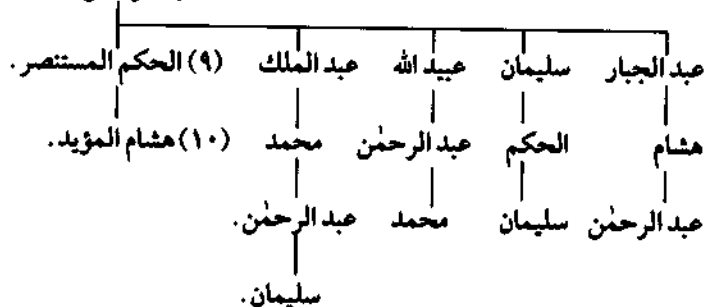 عبد الجبار سليمان عبيد الله عبد الملك (٩) الحكم المستنصر.
هشام الحكم عبد الرحمٰن محمد (١٠) هشام المؤيد.
عبد الرحمٰن سليمان محمد عبد الرحمٰن.
سليمان.